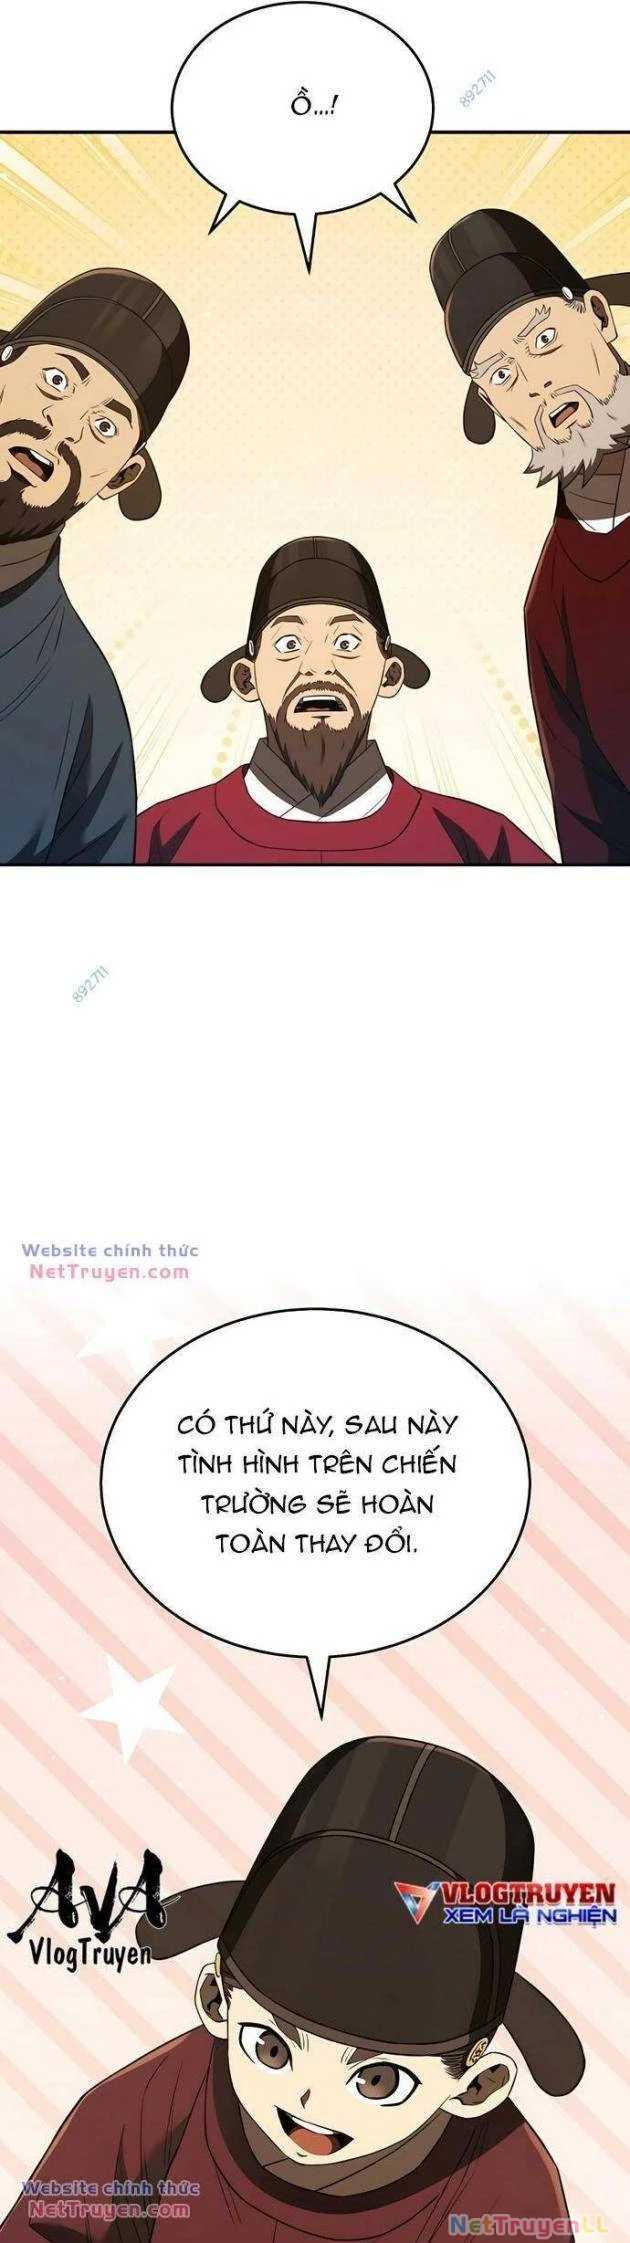 892711
Ồ...!
892711
Website chính thức
NetTruyen.com
CÓ THỨ NÀY, SAU NÀY
TÌNH HÌNH TRÊN CHIẾN
TRƯỜNG SẼ HOÀN
TOÀN THAY ĐỔI.
AVA
VlogTruyen
VLOGTRUYEN
XEM LÀ NGHIỆN
Website chính thức
NetTruyen.com
NetTruyenLL